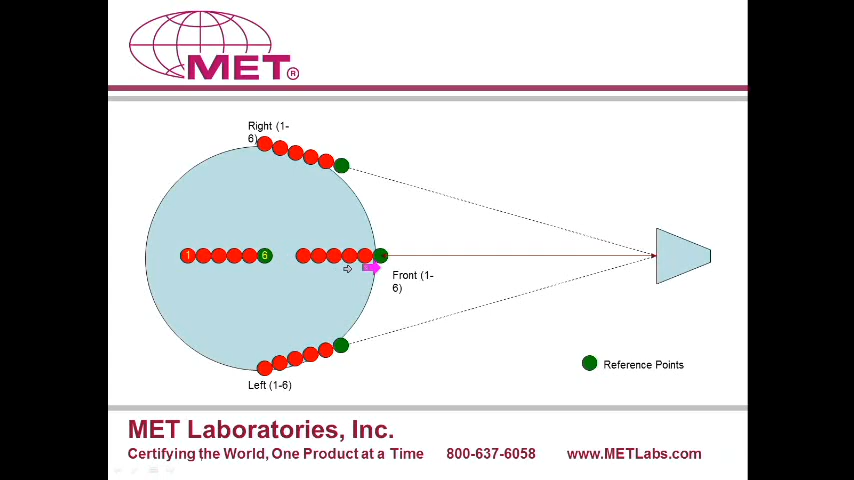 MET®
Right (1-
6)
1
6
Front (1-
6)
Left (1-6)
Reference Points
MET Laboratories, Inc.
Certifying the World, One Product at a Time 800-637-6058 www.METLabs.com